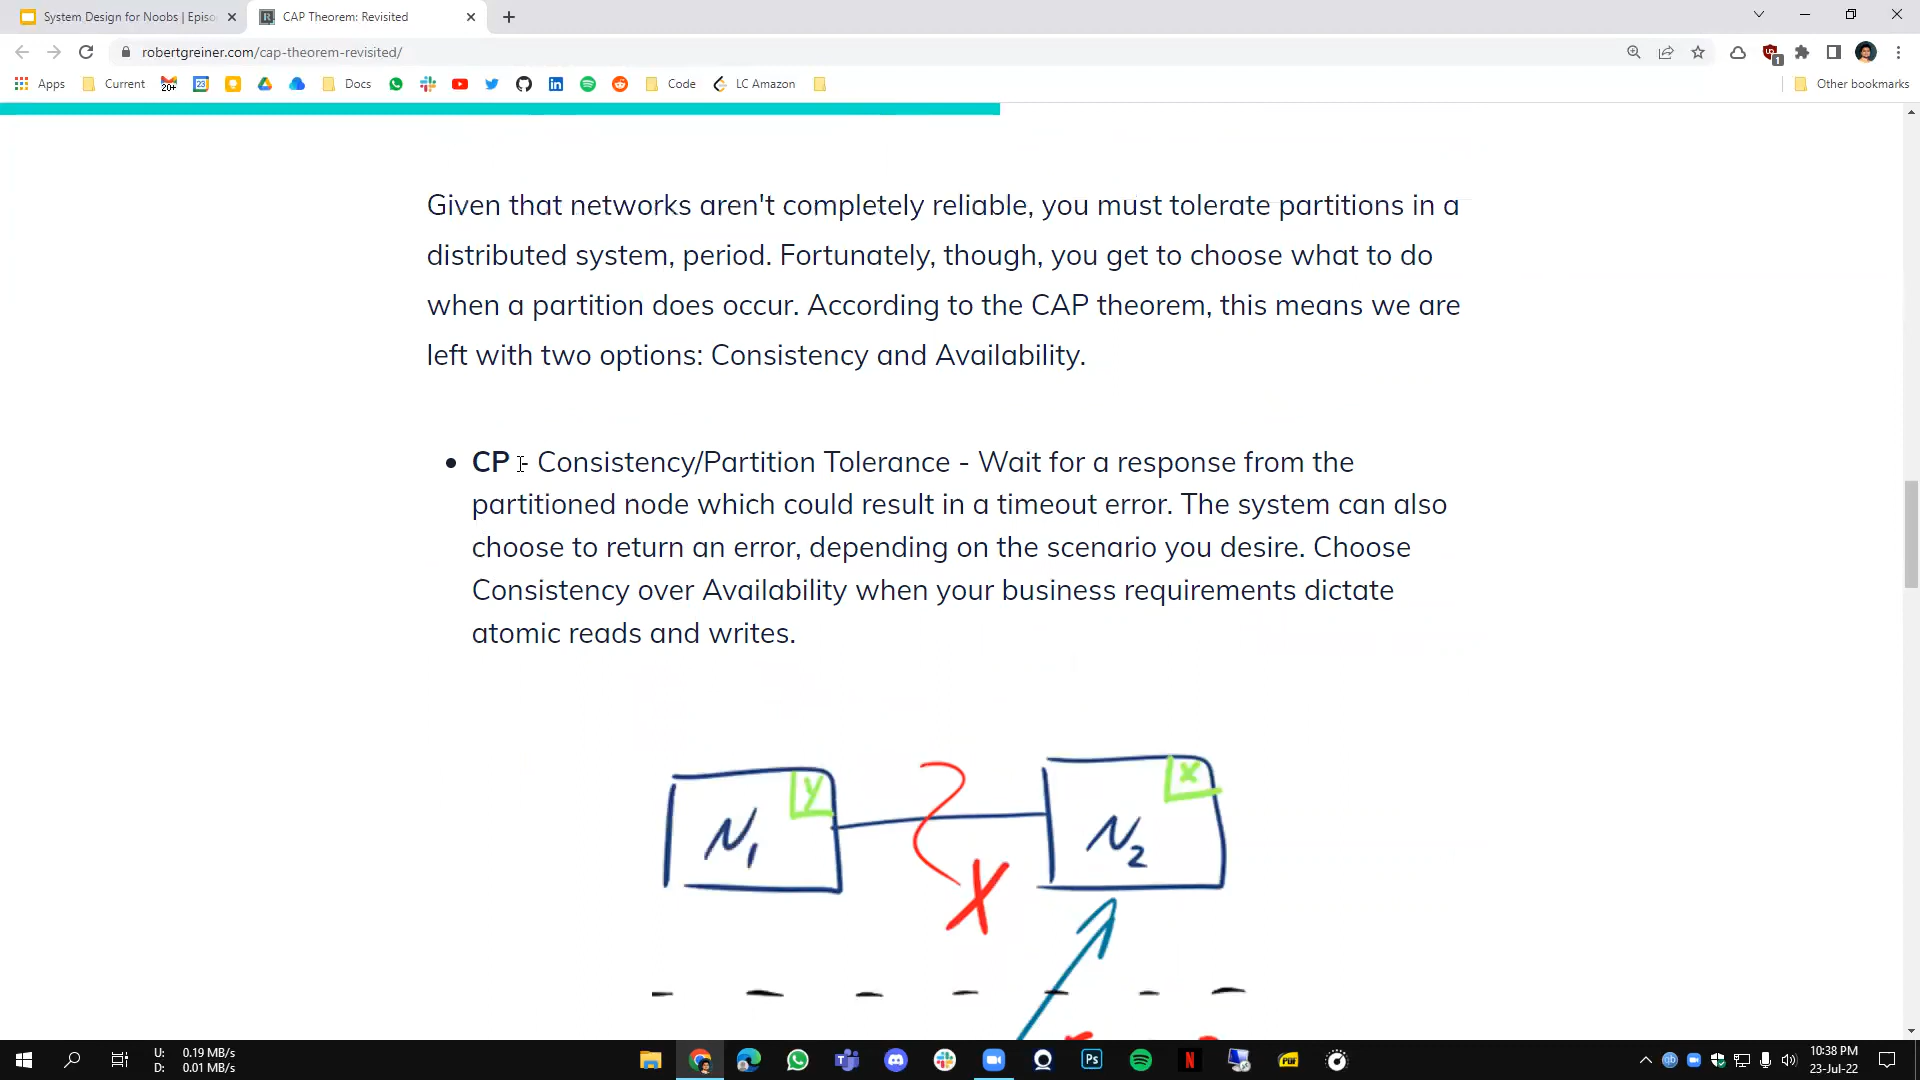 System Design for Noobs | Episo
CAP Theorem: Revisited
robertgreiner.com/cap-theorem-revisited/
1
Apps
Current
20+
23
Docs
Code
LC Amazon
Other bookmarks
Given that networks aren't completely reliable, you must tolerate partitions in a
distributed system, period. Fortunately, though, you get to choose what to do
when a partition does occur. According to the CAP theorem, this means we are
left with two options: Consistency and Availability.
• CP - Consistency/Partition Tolerance - Wait for a response from the
partitioned node which could result in a timeout error. The system can also
choose to return an error, depending on the scenario you desire. Choose
Consistency over Availability when your business requirements dictate
atomic reads and writes.
N1 y
N2 x
X
U: 0.19 MB/s
D: 0.01 MB/s
Ps
N
10:38 PM
23-Jul-22